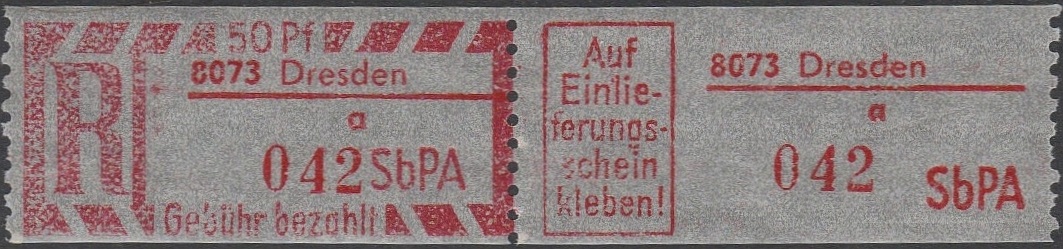 50 Pf
R
8073 Dresden
a
042 SbPA
Gebühr bezahlt
Auf
Einlie-
ferungs-
schein
kleben!
8073 Dresden
a
042
SbPA